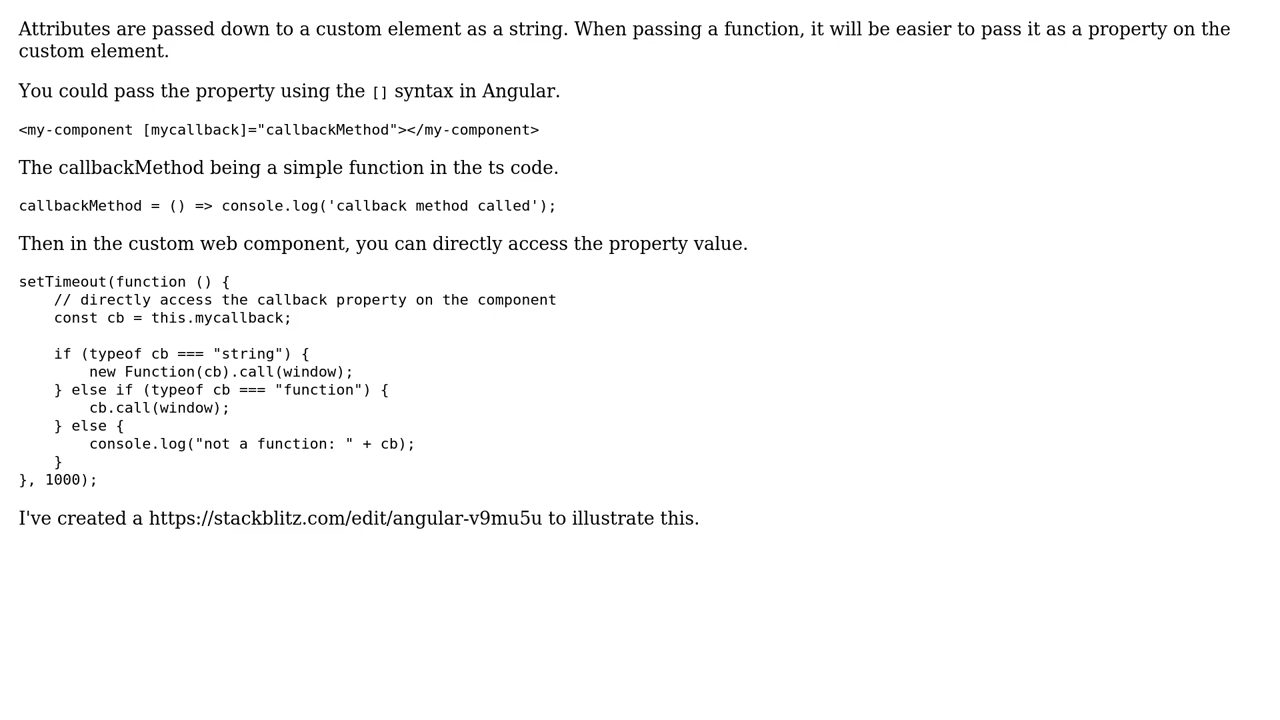 Attributes are passed down to a custom element as a string. When passing a function, it will be easier to pass it as a property on the
custom element.
You could pass the property using the [] syntax in Angular.
<my-component [mycallback]="callbackMethod"></my-component>
The callbackMethod being a simple function in the ts code.
callbackMethod = () => console.log('callback method called');
Then in the custom web component, you can directly access the property value.
setTimeout(function () {
    // directly access the callback property on the component
    const cb = this.mycallback;

    if (typeof cb === "string") {
        new Function(cb).call(window);
    } else if (typeof cb === "function") {
        cb.call(window);
    } else {
        console.log("not a function: " + cb);
    }
}, 1000);
I've created a https://stackblitz.com/edit/angular-v9mu5u to illustrate this.